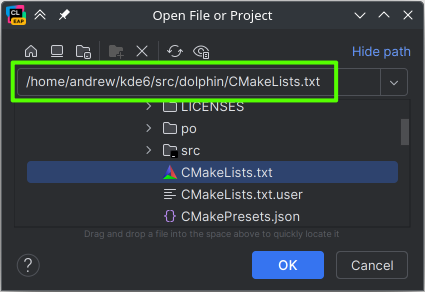 CL
EAP
Open File or Project
Hide path
/home/andrew/kde6/src/dolphin/CMakeLists.txt
LICENSES
po
src
CMakeLists.txt
CMakeLists.txt.user
{} CMakePresets.json
Drag and drop a file into the space above to quickly locate it
?
OK
Cancel